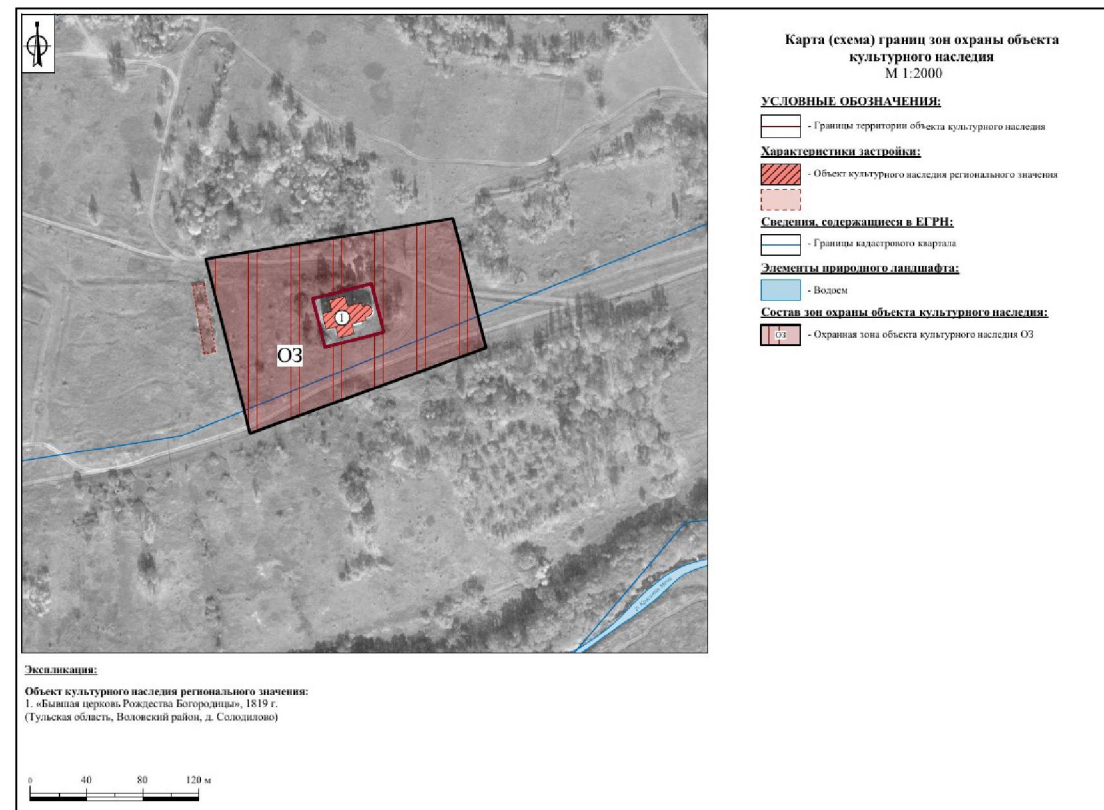 Карта (схема) границ зон охраны объекта
культурного наследия
М 1:2000
УСЛОВНЫЕ ОБОЗНАЧЕНИЯ:
- Границы территории объекта культурного наследия
Характеристики застройки:
- Объект культурного наследия регионального значения
Сведения, содержащиеся в ЕГРН:
- Границы кадастрового квартала
Элементы природного ландшафта:
- Водоем
Состав зон охраны объекта культурного наследия:
ОЗ
- Охранная зона объекта культурного наследия ОЗ
1
ОЗ
Экспликация:
Объект культурного наследия регионального значения:
1. «Бывшая церковь Рождества Богородицы», 1819 г.
(Тульская область, Воловский район, д. Солодилово)
0 40 80 120 м